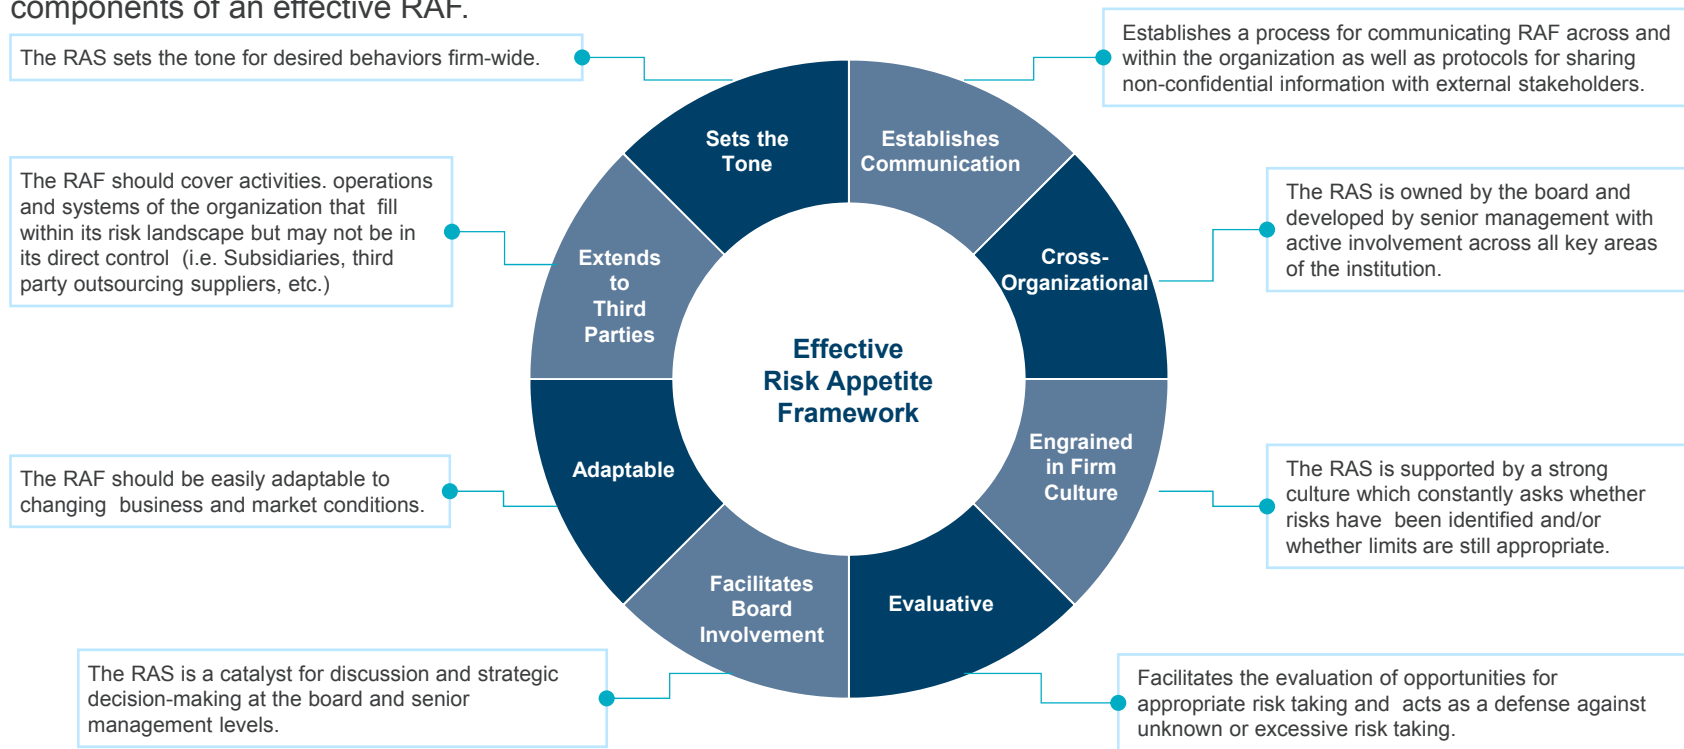 components of an effective RAF.
The RAS sets the tone for desired behaviors firm-wide.
Establishes a process for communicating RAF across and
within the organization as well as protocols for sharing
non-confidential information with external stakeholders.
Sets the
Tone
Establishes
Communication
The RAF should cover activities. operations
and systems of the organization that fill
within its risk landscape but may not be in
its direct control (i.e. Subsidiaries, third
party outsourcing suppliers, etc.)
The RAS is owned by the board and
developed by senior management with
active involvement across all key areas
of the institution.
Extends
to
Third
Parties
Cross-
Organizational
Effective
Risk Appetite
Framework
The RAF should be easily adaptable to
changing business and market conditions.
Adaptable
Engrained
in Firm
Culture
The RAS is supported by a strong
culture which constantly asks whether
risks have been identified and/or
whether limits are still appropriate.
Facilitates
Board
Involvement
Evaluative
The RAS is a catalyst for discussion and strategic
decision-making at the board and senior
management levels.
Facilitates the evaluation of opportunities for
appropriate risk taking and acts as a defense against
unknown or excessive risk taking.